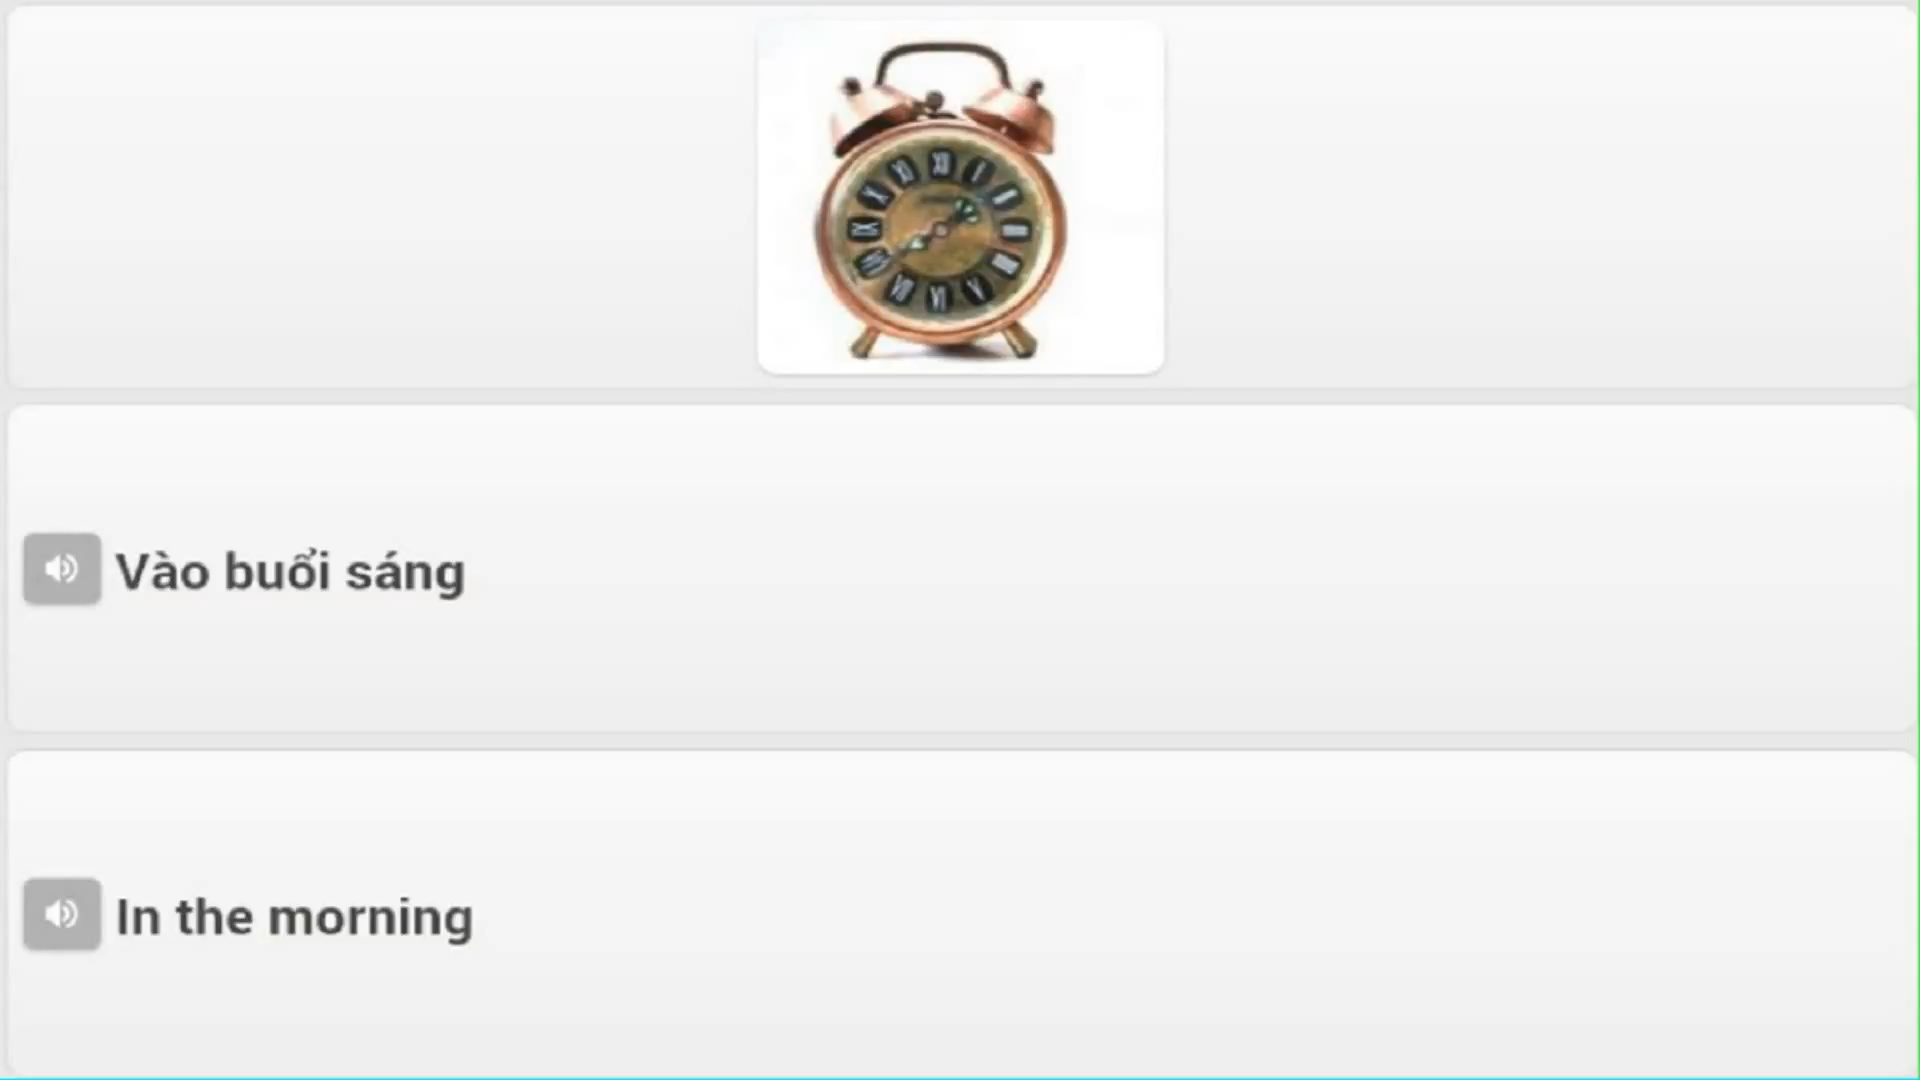 Vào buổi sáng
In the morning